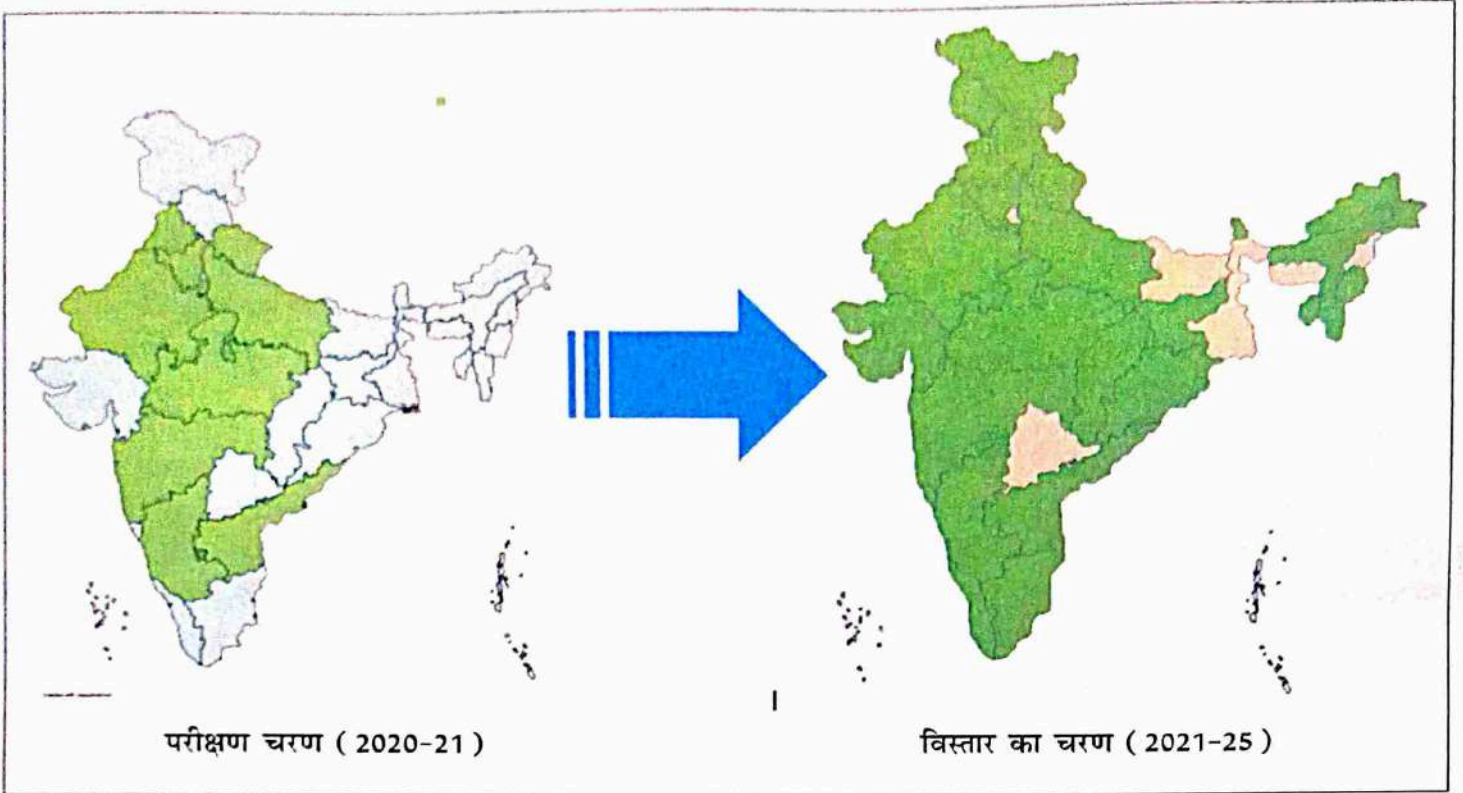 परीक्षण चरण ( 2020-21 )
विस्तार का चरण ( 2021-25 )